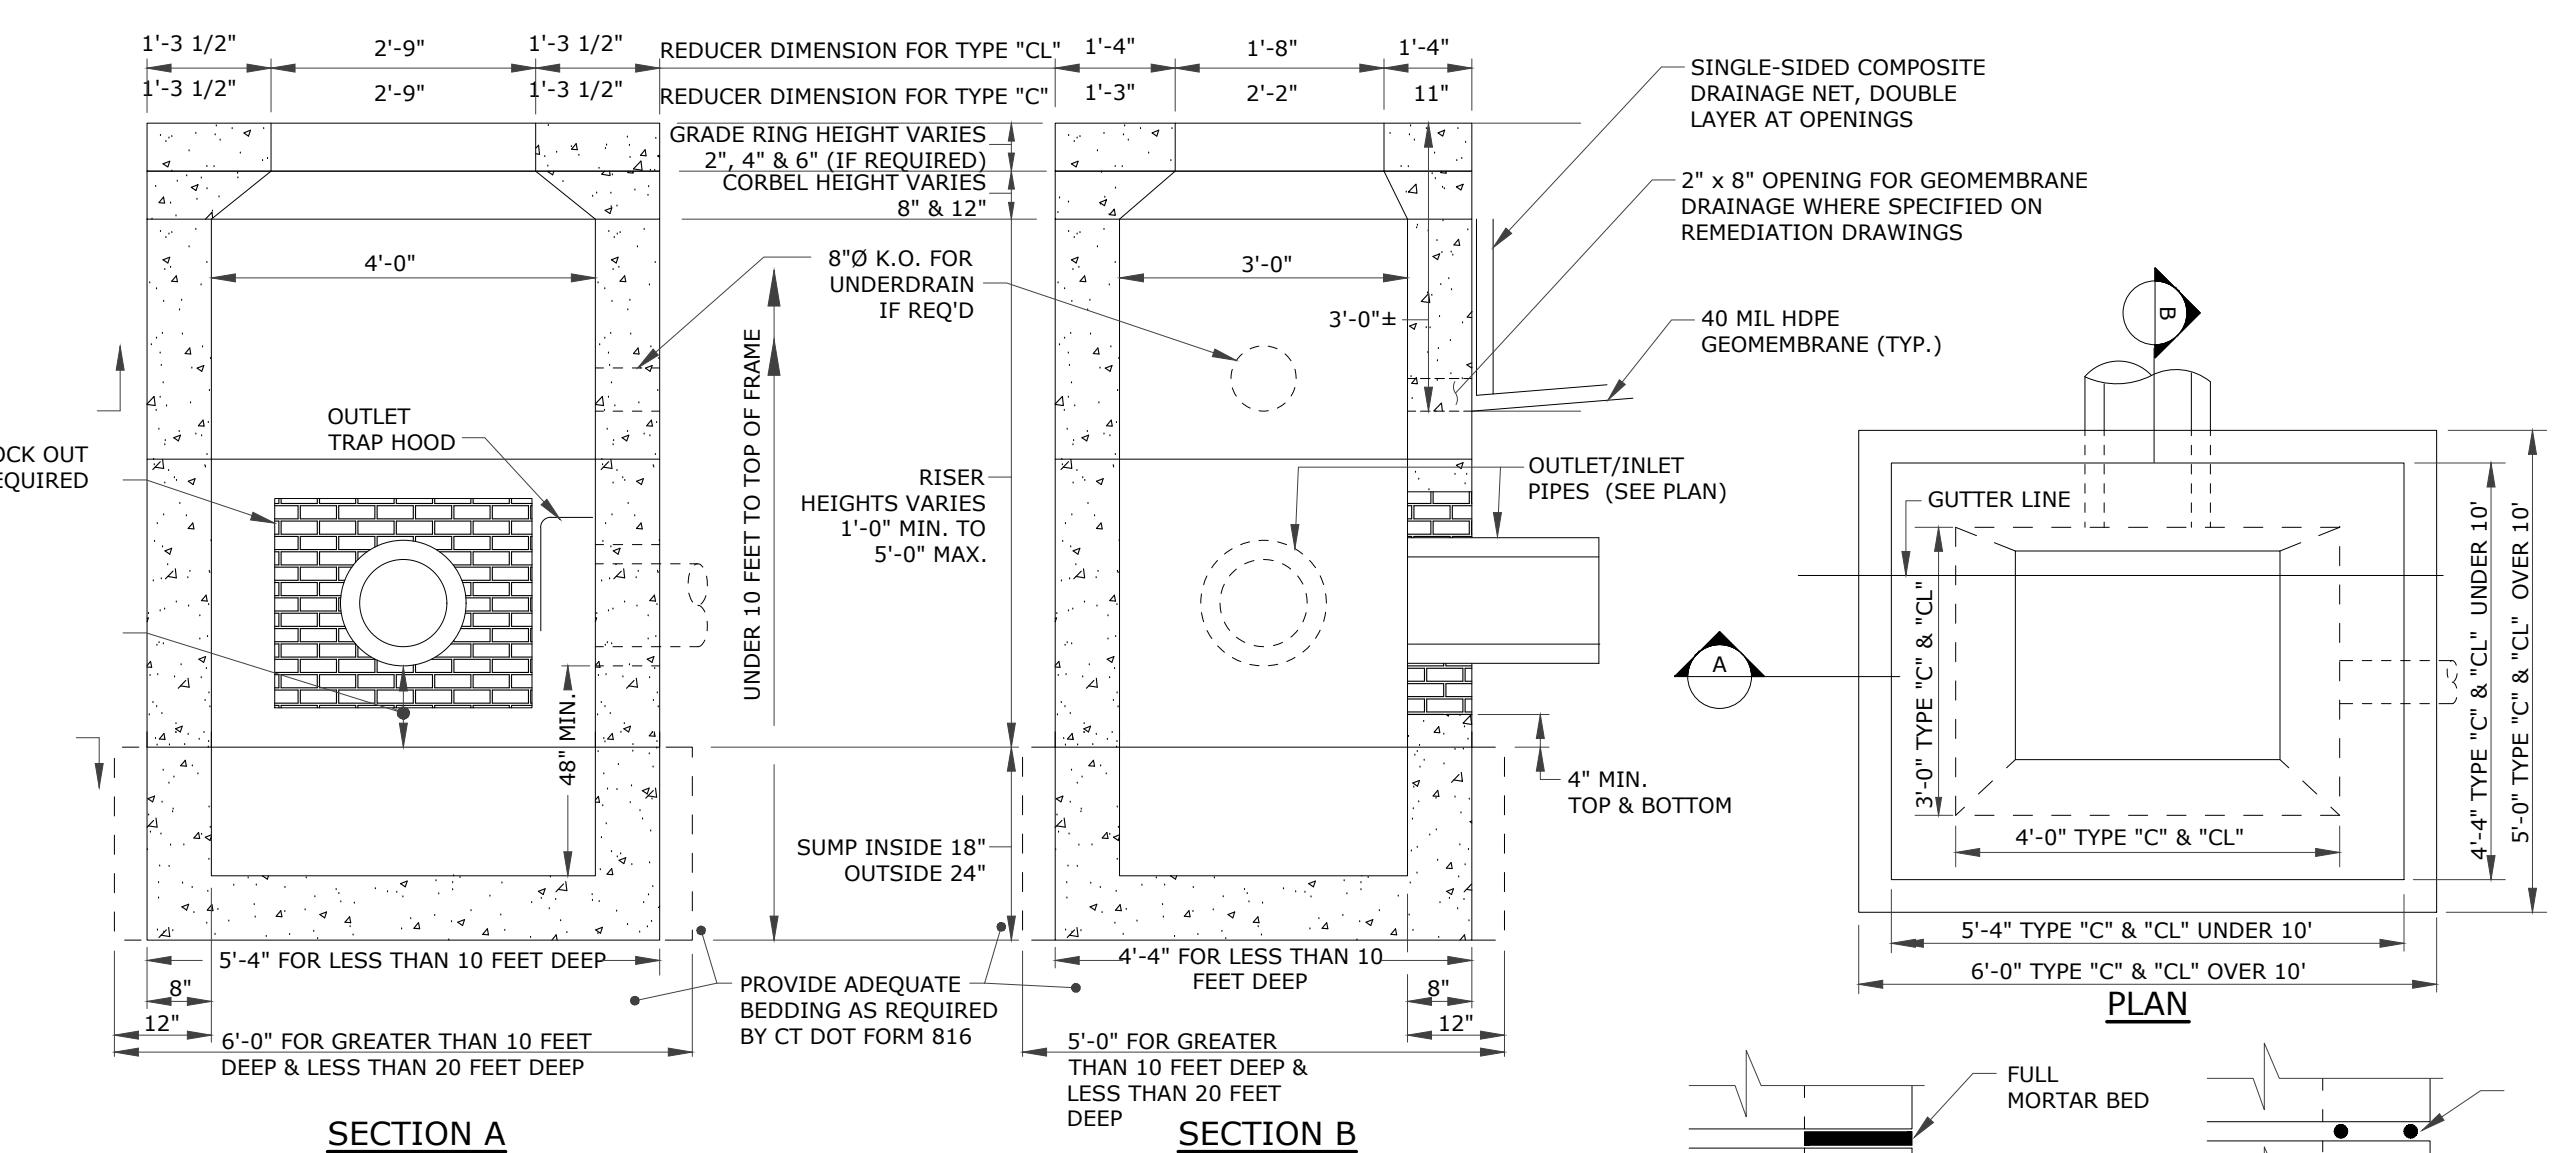 1'-3 1/2"
2'-9"
1'-3 1/2"
REDUCER DIMENSION FOR TYPE "CL"
1'-4"
1'-8"
1'-4"
1'-3 1/2"
2'-9"
1'-3 1/2"
REDUCER DIMENSION FOR TYPE "C"
1'-3"
2'-2"
11"
GRADE RING HEIGHT VARIES
2", 4" & 6" (IF REQUIRED)
CORBEL HEIGHT VARIES
8" & 12"
4'-0"
8"Ø K.O. FOR
UNDERDRAIN
IF REQ'D
UNDER 10 FEET TO TOP OF FRAME
OUTLET
TRAP HOOD
OCK OUT
EQUIRED
48" MIN.
RISER
HEIGHTS VARIES
1'-0" MIN. TO
5'-0" MAX.
SUMP INSIDE 18"
OUTSIDE 24"
5'-4" FOR LESS THAN 10 FEET DEEP
8"
12"
6'-0" FOR GREATER THAN 10 FEET
DEEP & LESS THAN 20 FEET DEEP
SECTION A
PROVIDE ADEQUATE
BEDDING AS REQUIRED
BY CT DOT FORM 816
3'-0"
3'-0"±
SINGLE-SIDED COMPOSITE
DRAINAGE NET, DOUBLE
LAYER AT OPENINGS
2" x 8" OPENING FOR GEOMEMBRANE
DRAINAGE WHERE SPECIFIED ON
REMEDIATION DRAWINGS
40 MIL HDPE
GEOMEMBRANE (TYP.)
OUTLET/INLET
PIPES (SEE PLAN)
4" MIN.
TOP & BOTTOM
4'-4" FOR LESS THAN 10
FEET DEEP
8"
12"
5'-0" FOR GREATER
THAN 10 FEET DEEP &
LESS THAN 20 FEET
DEEP
SECTION B
B
A
GUTTER LINE
3'-0" TYPE "C" & "CL"
4'-0" TYPE "C" & "CL"
4'-4" TYPE "C" & "CL" UNDER 10'
5'-0" TYPE "C" & "CL" OVER 10'
5'-4" TYPE "C" & "CL" UNDER 10'
6'-0" TYPE "C" & "CL" OVER 10'
PLAN
FULL
MORTAR BED